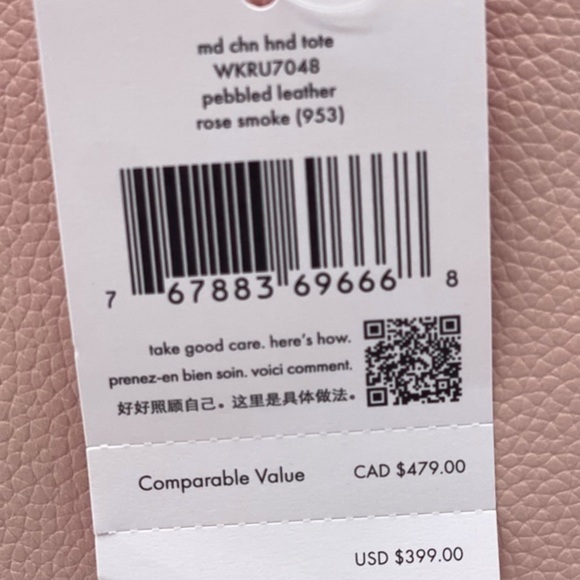 md chn hnd tote
WKRU7048
pebbled leather
rose smoke (953)
7 67883 69666 8
take good care. here's how.
prenez-en bien soin. voici comment.
好好照顾自己。这里是具体做法。
Comparable Value CAD $479.00
USD $399.00